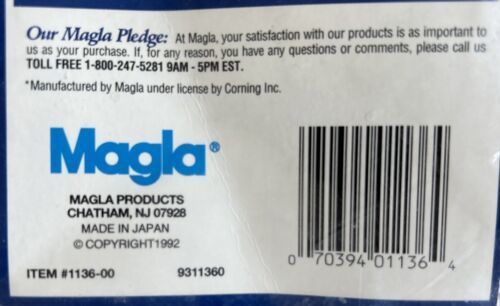 Our Magla Pledge: At Magla, your satisfaction with our products is as important to
us as your purchase. If, for any reason, you have any questions or comments, please call us
TOLL FREE 1-800-247-5281 9AM - 5PM EST.
*Manufactured by Magla under license by Corning Inc.
Magla®
MAGLA PRODUCTS
CHATHAM, NJ 07928
MADE IN JAPAN
© COPYRIGHT1992
ITEM #1136-00
9311360
0 70394 01136 4